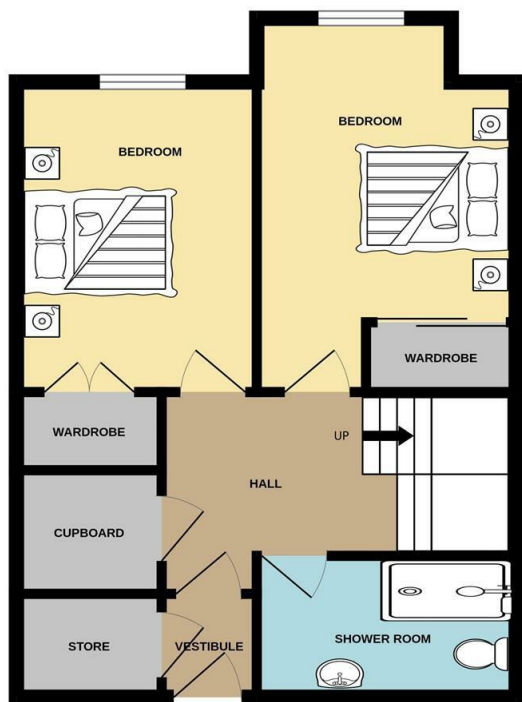 BEDROOM
BEDROOM
WARDROBE
WARDROBE
UP
HALL
CUPBOARD
STORE
VESTIBULE
SHOWER ROOM